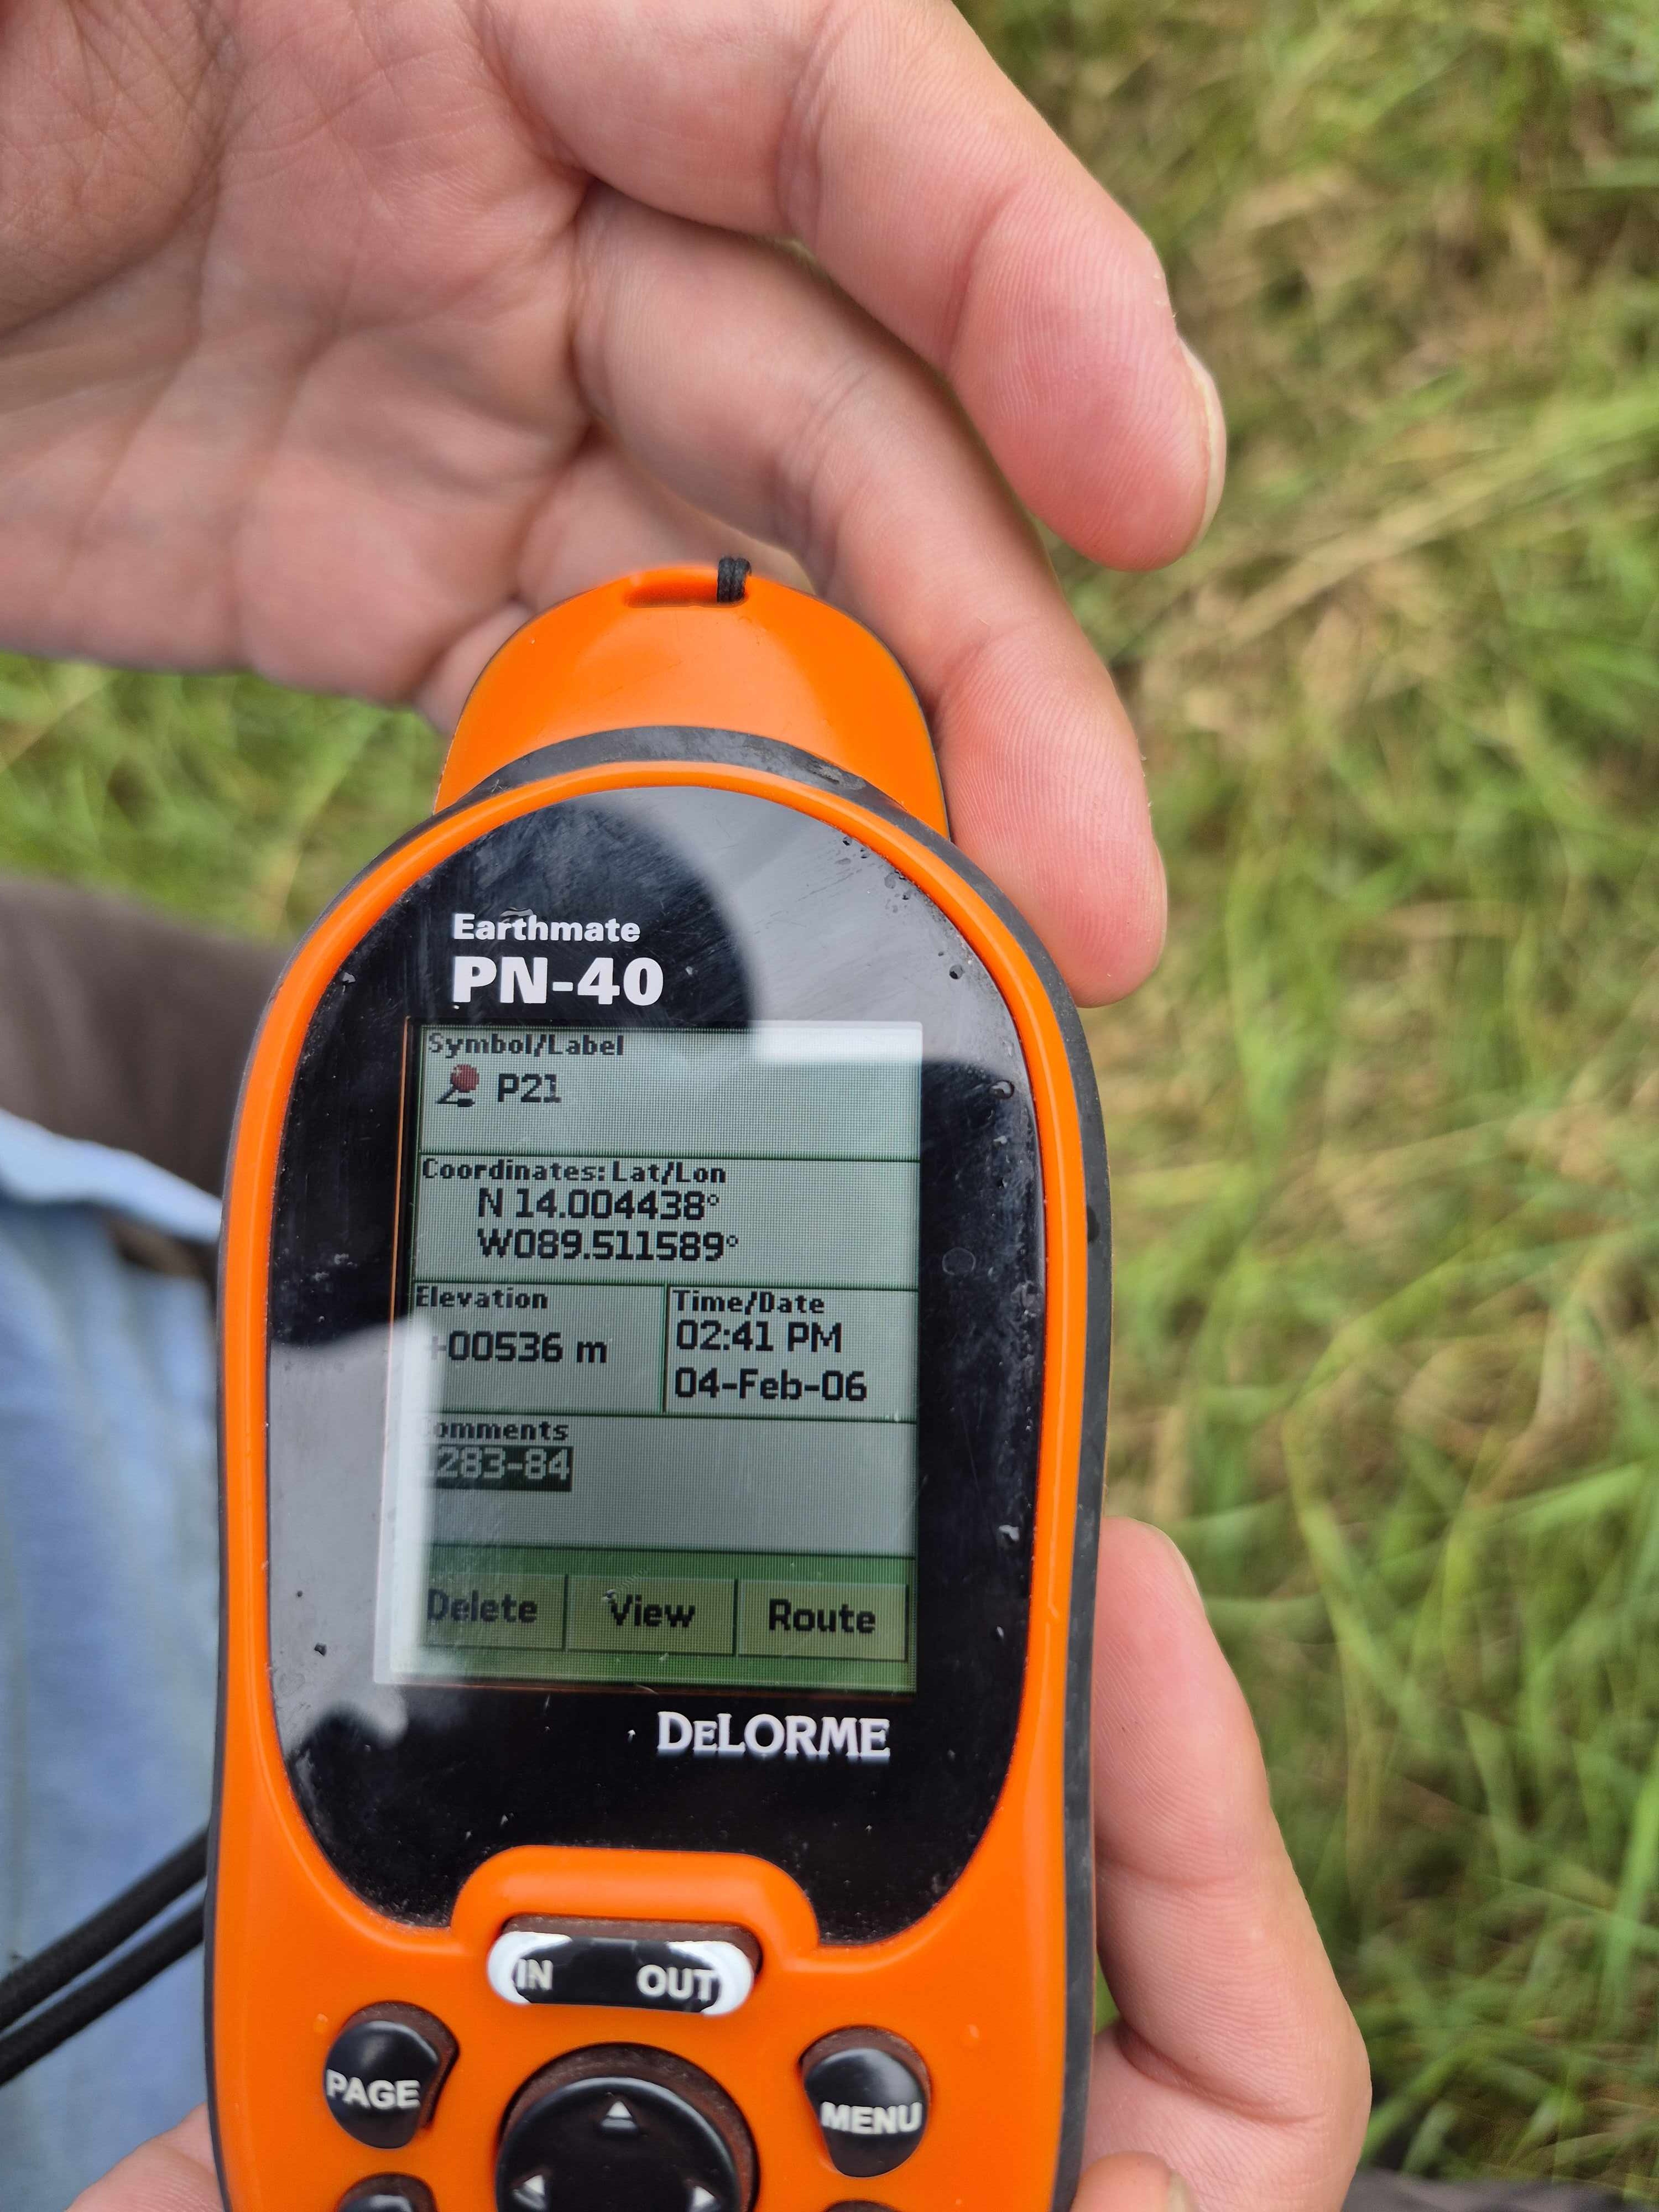 Earthmate
PN-40
Symbol/Label
P21
Coordinates: Lat/Lon
N 14.004438°
W089.511589°
Elevation
+00536 m
Time/Date
02:41 PM
04-Feb-06
Comments
283-84
Delete
View
Route
DELORME
IN
OUT
PAGE
MENU